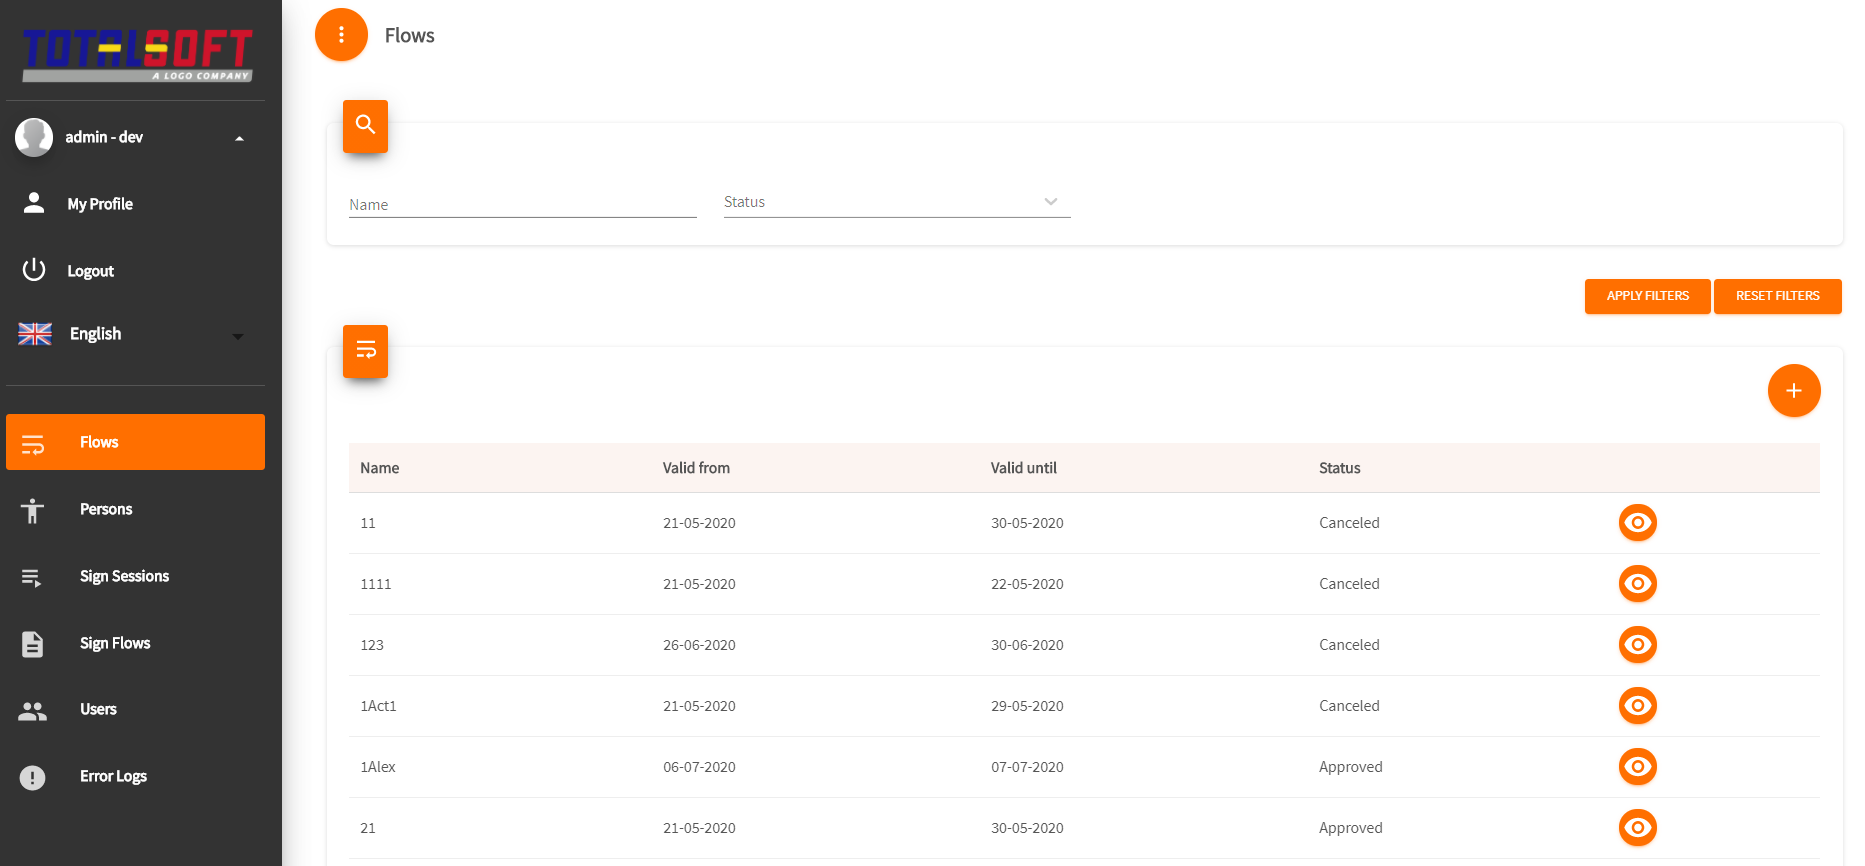 TOTALSOFT
A LOGO COMPANY
admin - dev
My Profile
Logout
English
Flows
Persons
Sign Sessions
Sign Flows
Users
Error Logs
Flows
Name
Status
APPLY FILTERS RESET FILTERS
Name Valid from Valid until Status
11 21-05-2020 30-05-2020 Canceled
1111 21-05-2020 22-05-2020 Canceled
123 26-06-2020 30-06-2020 Canceled
1Act1 21-05-2020 29-05-2020 Canceled
1Alex 06-07-2020 07-07-2020 Approved
21 21-05-2020 30-05-2020 Approved